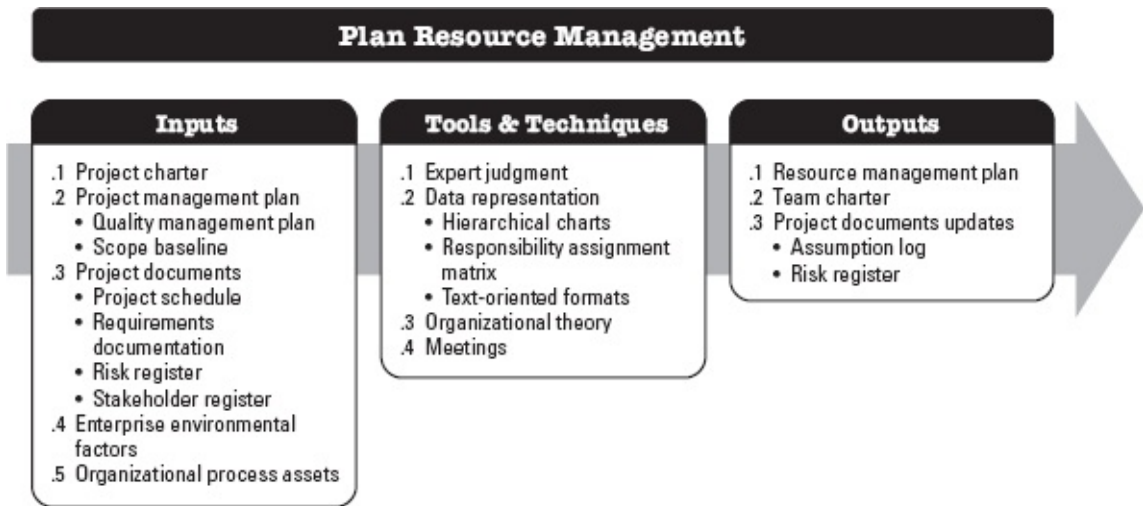 Plan Resource Management
Inputs
.1 Project charter
.2 Project management plan
• Quality management plan
• Scope baseline
.3 Project documents
• Project schedule
• Requirements
documentation
• Risk register
• Stakeholder register
.4 Enterprise environmental
factors
.5 Organizational process assets
Tools & Techniques
.1 Expert judgment
.2 Data representation
• Hierarchical charts
• Responsibility assignment
matrix
• Text-oriented formats
.3 Organizational theory
.4 Meetings
Outputs
.1 Resource management plan
.2 Team charter
.3 Project documents updates
• Assumption log
• Risk register